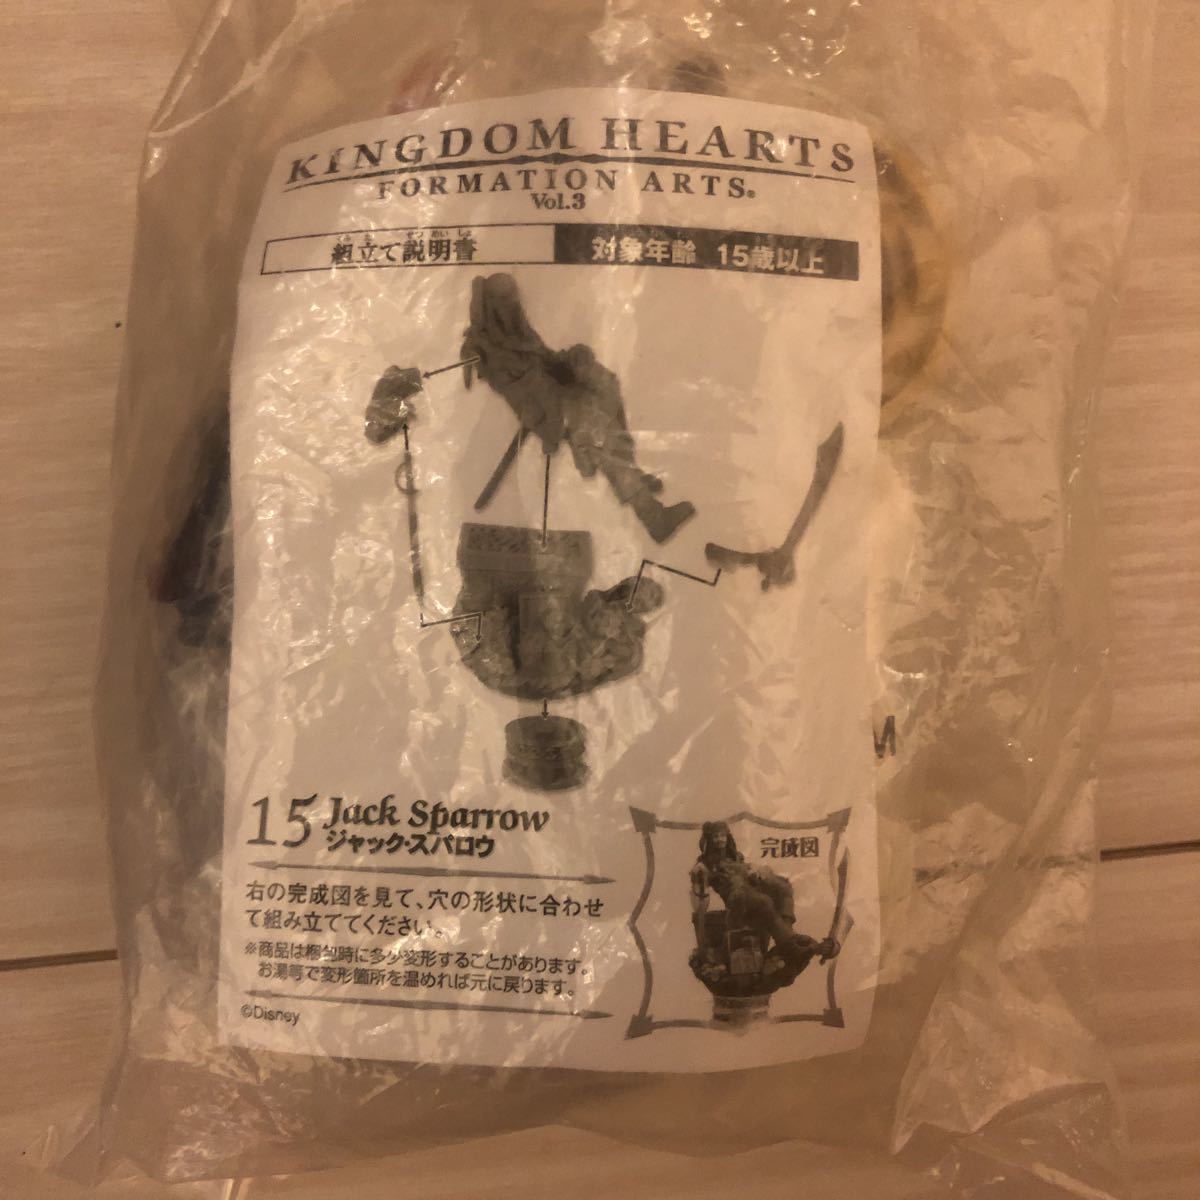 KINGDOM HEARTS
FORMATION ARTS®
Vol.3
組立て説明書
対象年齢 15歳以上
15 Jack Sparrow
ジャック・スパロウ
完成図
右の完成図を見て、穴の形状に合わせ
て組み立ててください。
※商品は梱包時に多少変形することがあります。
お湯等で変形箇所を温めれば元に戻ります。
©Disney
M